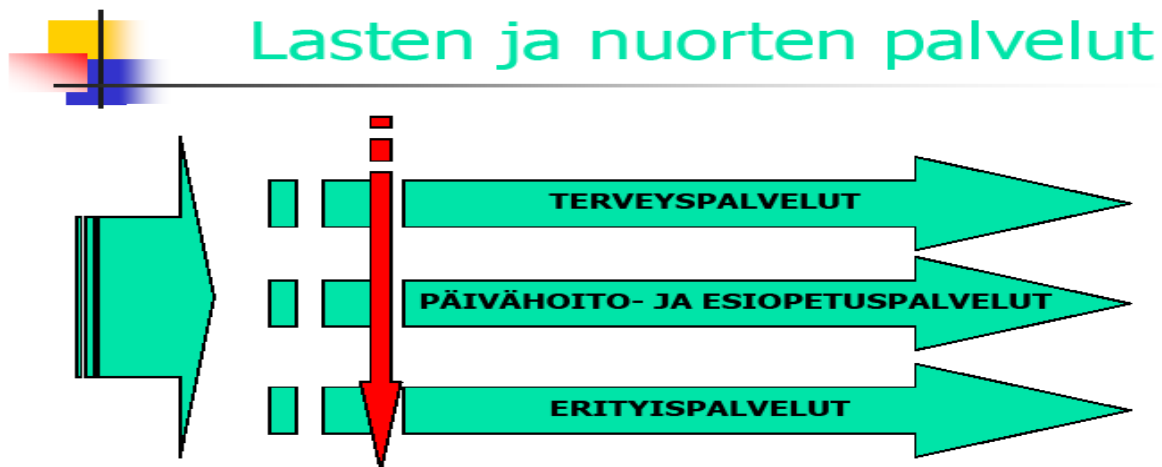 Lasten ja nuorten palvelut
TERVEYSPALVELUT
PÄIVÄHOITO- JA ESIOPETUSPALVELUT
ERITYISPALVELUT